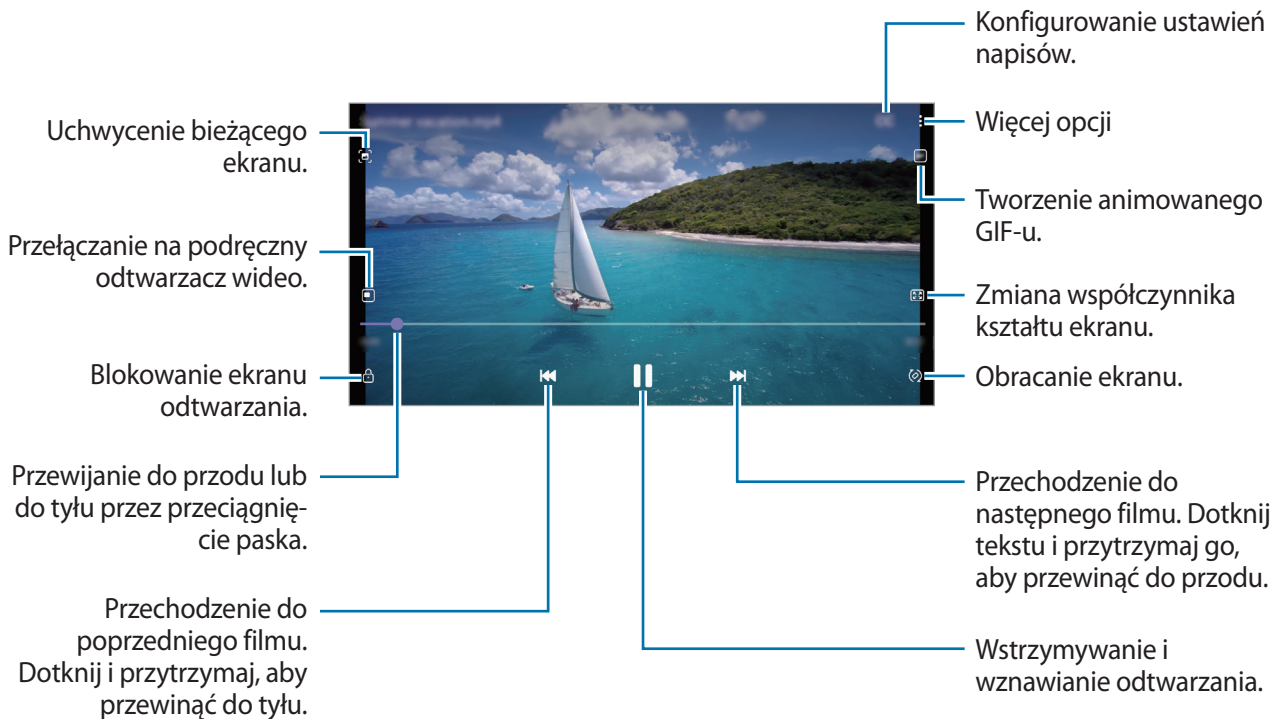 Konfigurowanie ustawień
napisów.
Uchwycenie bieżącego
ekranu.
Więcej opcji
Tworzenie animowanego
GIF-u.
Przełączanie na podręczny
odtwarzacz wideo.
Zmiana współczynnika
kształtu ekranu.
Blokowanie ekranu
odtwarzania.
Obracanie ekranu.
Przewijanie do przodu lub
do tyłu przez przeciągnię-
cie paska.
Przechodzenie do
następnego filmu. Dotknij
tekstu i przytrzymaj go,
aby przewinąć do przodu.
Przechodzenie do
poprzedniego filmu.
Dotknij i przytrzymaj, aby
przewinąć do tyłu.
Wstrzymywanie i
wznawianie odtwarzania.